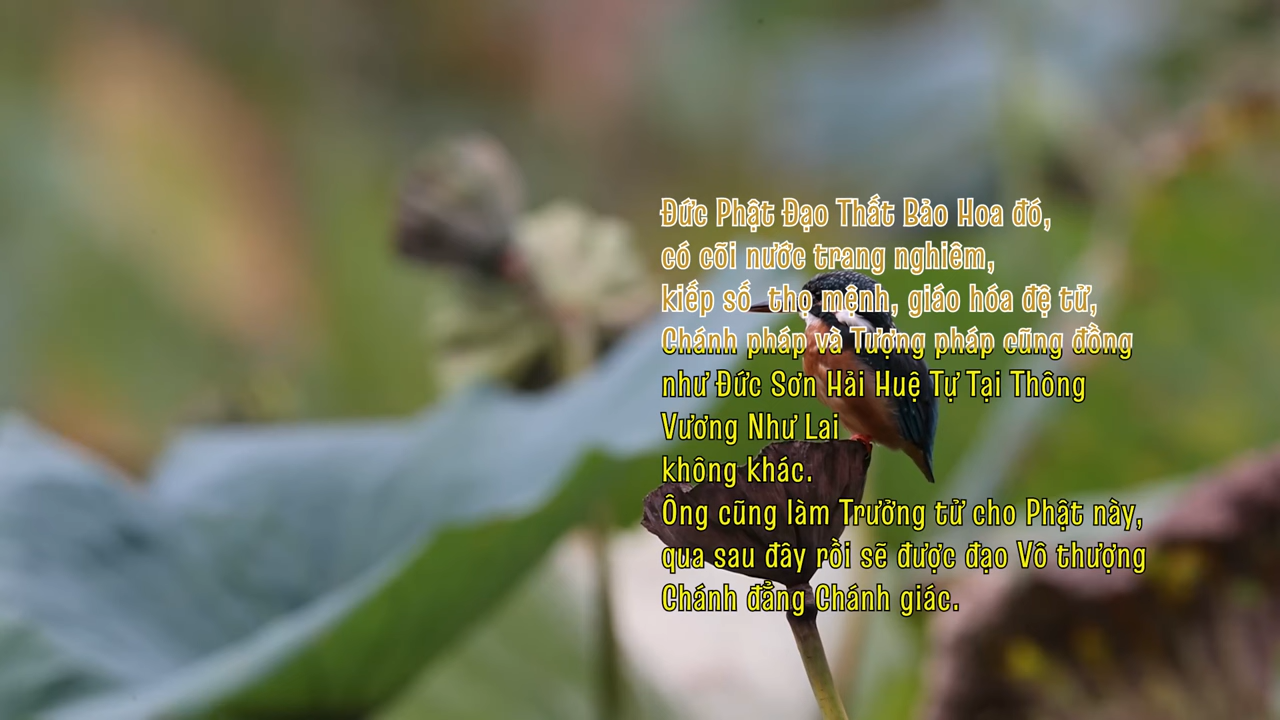 Đức Phật Đạo Thất Bảo Hoa đó,
có cõi nước trang nghiêm,
kiếp số thọ mệnh, giáo hóa đệ tử,
Chánh pháp và Tượng pháp cũng đồng
như Đức Sơn Hải Huệ Tự Tại Thông
Vương Như Lai
không khác.
Ông cũng làm Trưởng tử cho Phật này,
qua sau đây rồi sẽ được đạo Vô thượng
Chánh đẳng Chánh giác.